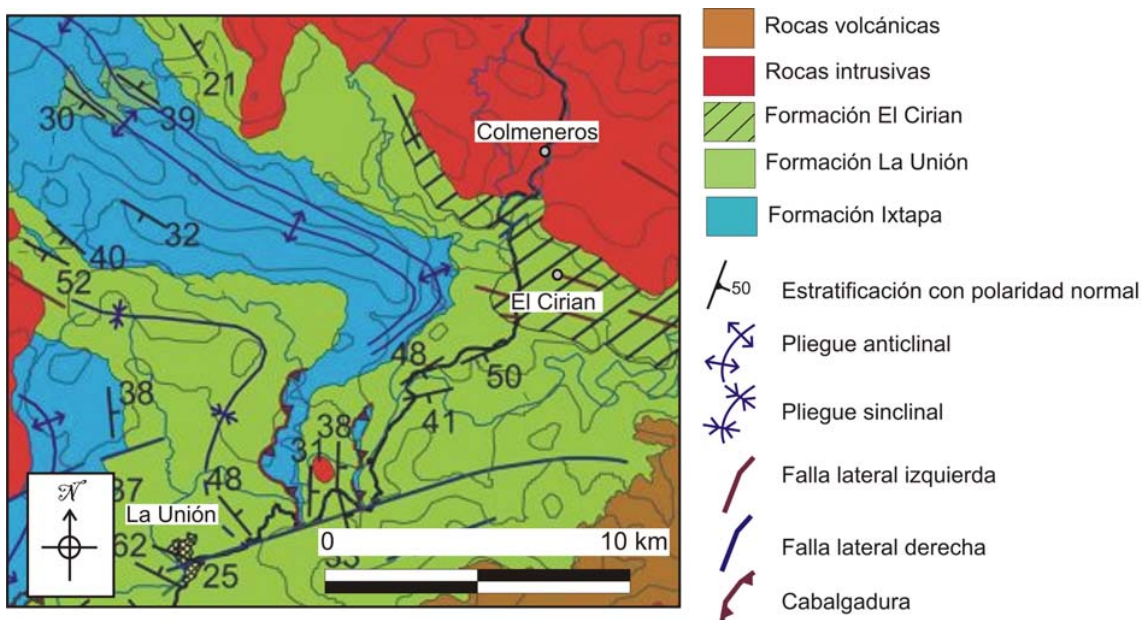 21
30
39
Colmeneros
32
40
52
El Cirian
48
50
41
38
38
31
48
37
La Unión
62
25
N
0 10 km
Rocas volcánicas
Rocas intrusivas
Formación El Cirian
Formación La Unión
Formación Ixtapa
50 Estratificación con polaridad normal
Pliegue anticlinal
Pliegue sinclinal
Falla lateral izquierda
Falla lateral derecha
Cabalgadura